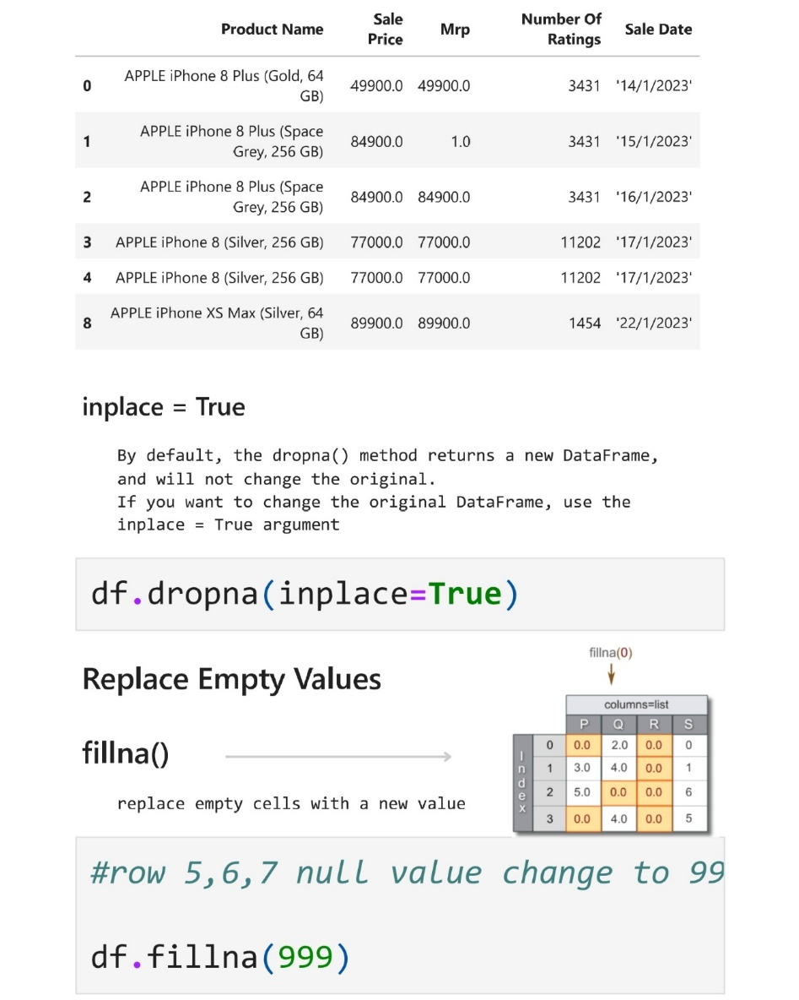 Product Name Sale Price Mrp Number Of Ratings Sale Date
0 APPLE iPhone 8 Plus (Gold, 64 GB) 49900.0 49900.0 3431 '14/1/2023'
1 APPLE iPhone 8 Plus (Space Grey, 256 GB) 84900.0 1.0 3431 '15/1/2023'
2 APPLE iPhone 8 Plus (Space Grey, 256 GB) 84900.0 84900.0 3431 '16/1/2023'
3 APPLE iPhone 8 (Silver, 256 GB) 77000.0 77000.0 11202 '17/1/2023'
4 APPLE iPhone 8 (Silver, 256 GB) 77000.0 77000.0 11202 '17/1/2023'
8 APPLE iPhone XS Max (Silver, 64 GB) 89900.0 89900.0 1454 '22/1/2023'
inplace = True
By default, the dropna() method returns a new DataFrame,
and will not change the original.
If you want to change the original DataFrame, use the
inplace = True argument
df.dropna(inplace=True)
Replace Empty Values
fillna()
replace empty cells with a new value
fillna(0)
columns=list
P Q R S
Index
0 0.0 2.0 0.0 0
1 3.0 4.0 0.0 1
2 5.0 0.0 0.0 6
3 0.0 4.0 0.0 5
#row 5,6,7 null value change to 99
df.fillna(999)